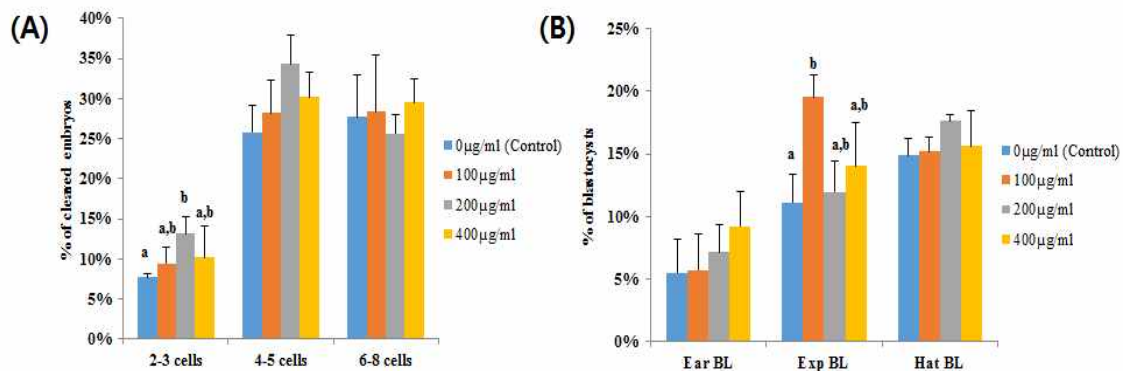 (A)
% of cleaned embryos
40%
35%
30%
25%
20%
15%
10%
5%
0%
a
a,b
b
a,b
2-3 cells
4-5 cells
6-8 cells
0µg/ml (Control)
100µg/ml
200µg/ml
400µg/ml
(B)
% of blastocysts
25%
20%
15%
10%
5%
0%
a
b
a,b
a,b
Ear BL
Exp BL
Hat BL
0µg/ml (Control)
100µg/ml
200µg/ml
400µg/ml